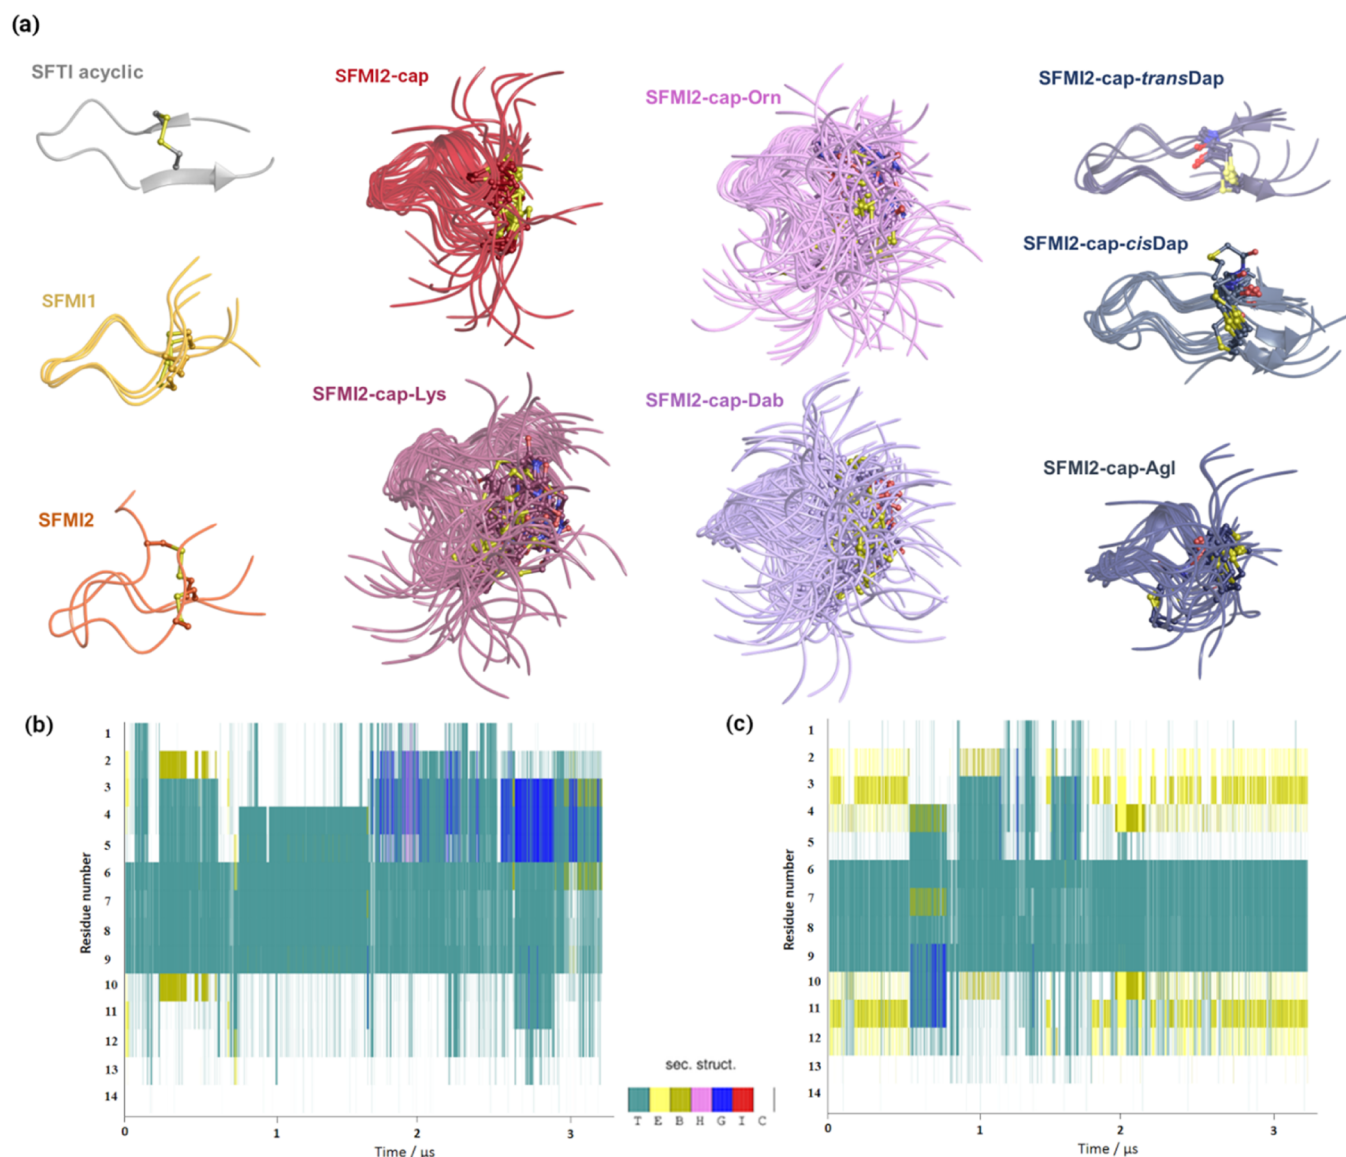 (a)
SFTI acyclic
SFMI2-cap
SFMI2-cap-Orn
SFMI2-cap-transDap
SFMI2-cap-cisDap
SFMI1
SFMI2-cap-Lys
SFMI2-cap-Dab
SFMI2-cap-Agl
SFMI2
(b)
Residue number
1
2
3
4
5
6
7
8
9
10
11
12
13
14
0 1 2 3
Time / μs
sec. struct.
T E B H G I C
(c)
Residue number
1
2
3
4
5
6
7
8
9
10
11
12
13
14
0 1 2 3
Time / μs